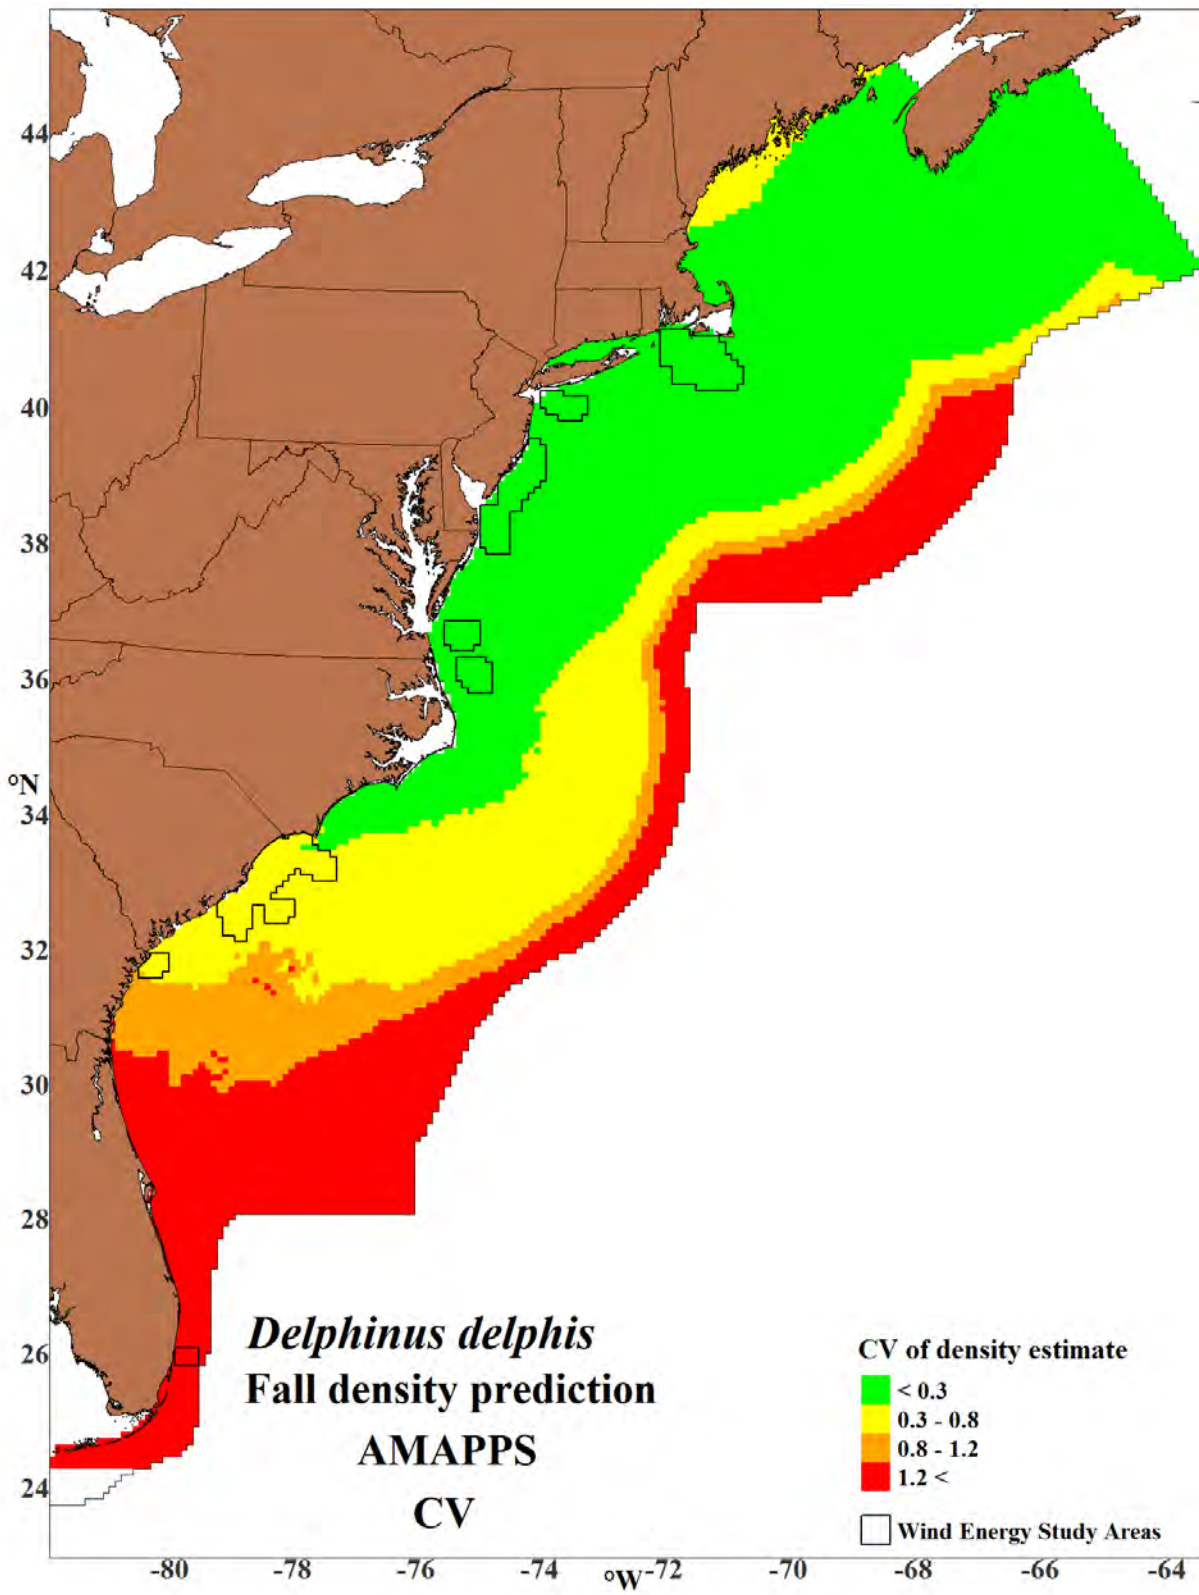 44
42
40
38
36
°N
34
32
30
28
26
24
Delphinus delphis
Fall density prediction
AMAPPS
CV
CV of density estimate
< 0.3
0.3 - 0.8
0.8 - 1.2
1.2 <
Wind Energy Study Areas
-80 -78 -76 -74 -72 -70 -68 -66 -64
°W